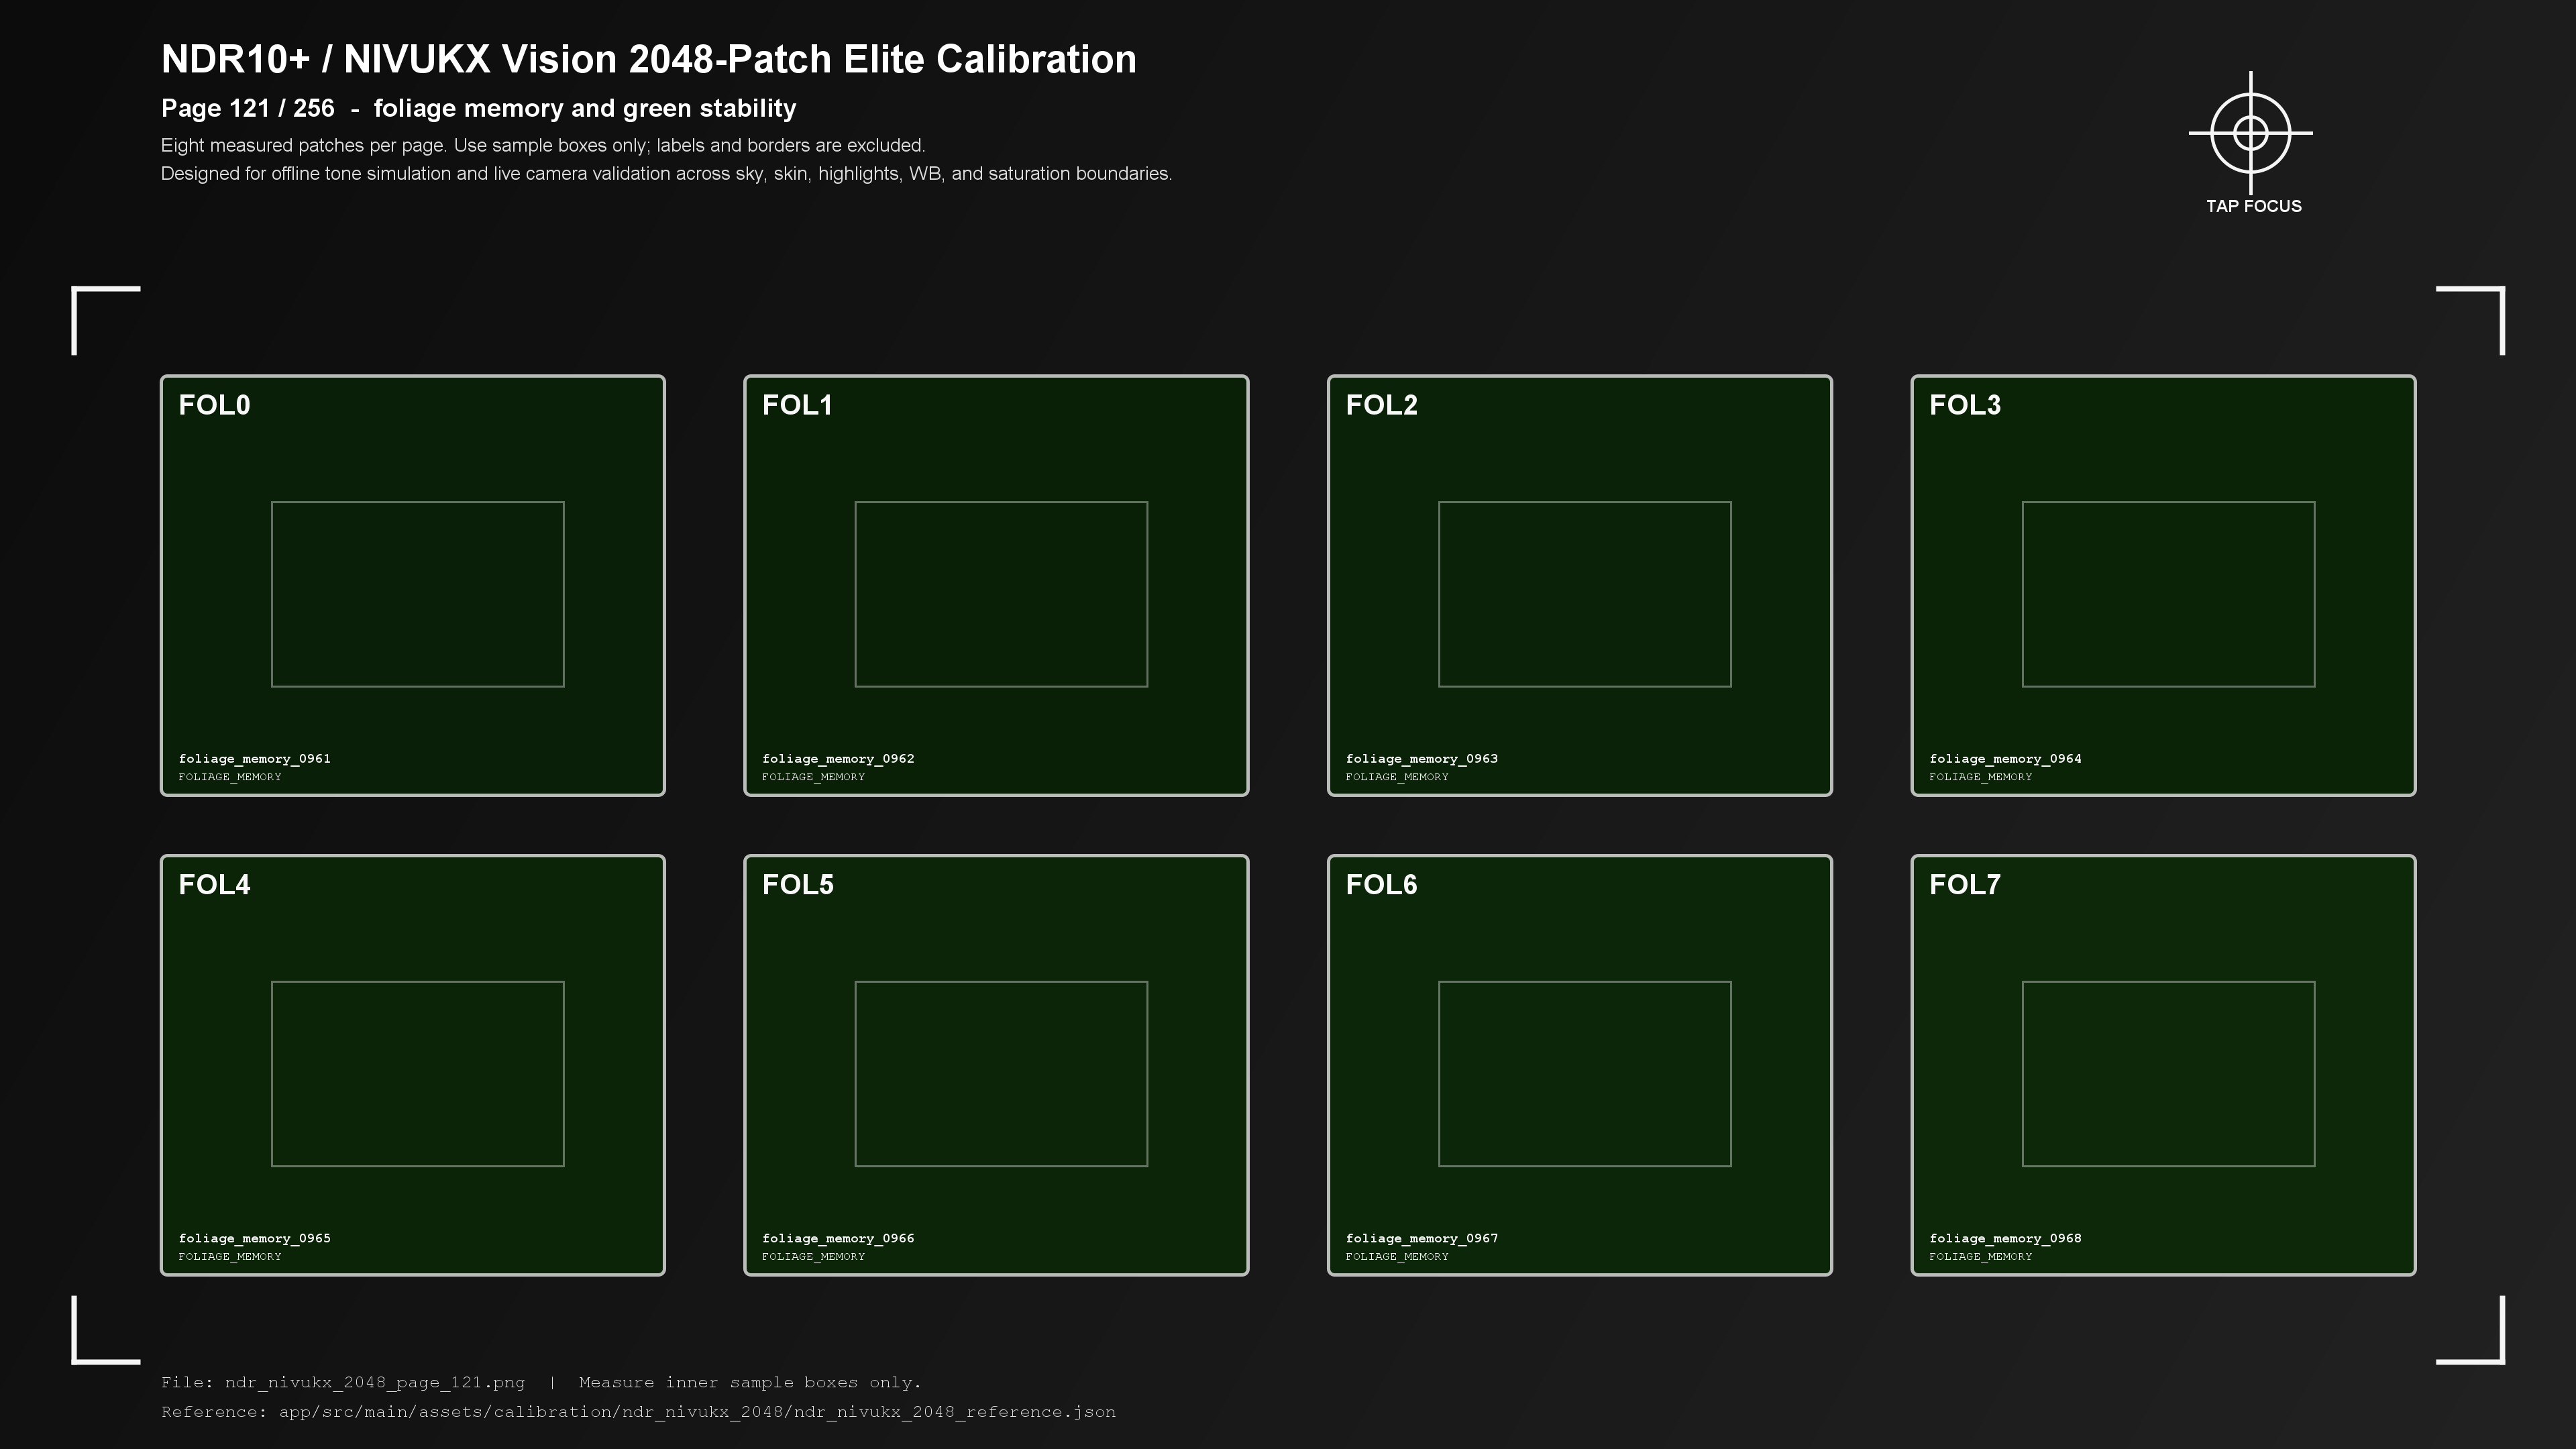 NDR10+ / NIVUKX Vision 2048-Patch Elite Calibration
Page 121 / 256 - foliage memory and green stability
Eight measured patches per page. Use sample boxes only; labels and borders are excluded.
Designed for offline tone simulation and live camera validation across sky, skin, highlights, WB, and saturation boundaries.
TAP FOCUS
FOL0
foliage_memory_0961
FOLIAGE_MEMORY
FOL1
foliage_memory_0962
FOLIAGE_MEMORY
FOL2
foliage_memory_0963
FOLIAGE_MEMORY
FOL3
foliage_memory_0964
FOLIAGE_MEMORY
FOL4
foliage_memory_0965
FOLIAGE_MEMORY
FOL5
foliage_memory_0966
FOLIAGE_MEMORY
FOL6
foliage_memory_0967
FOLIAGE_MEMORY
FOL7
foliage_memory_0968
FOLIAGE_MEMORY
File: ndr_nivukx_2048_page_121.png | Measure inner sample boxes only.
Reference: app/src/main/assets/calibration/ndr_nivukx_2048/ndr_nivukx_2048_reference.json